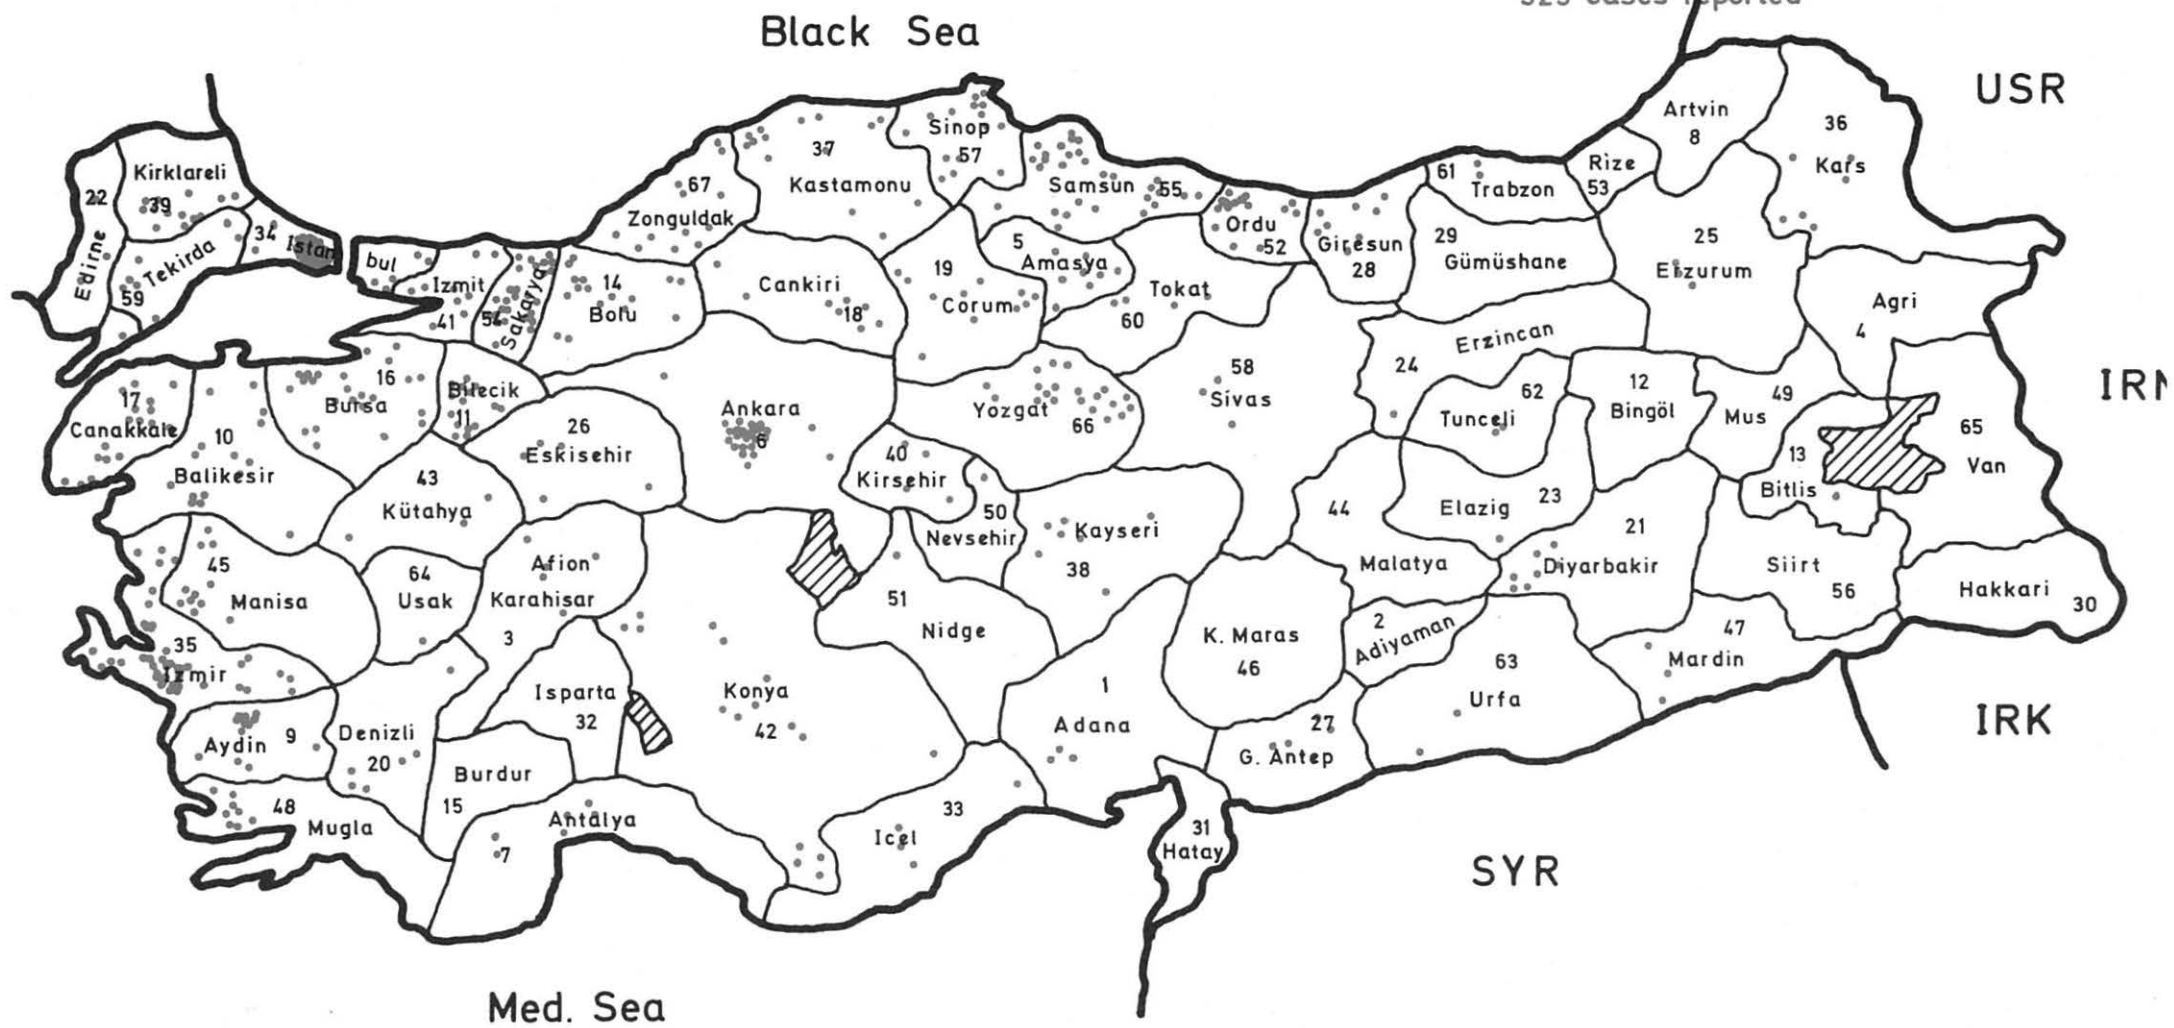 Black Sea
USR
Artvin
8
36
Kars
Sinop
57
37
Kastamonu
Kirklareli
39
22
Edirne
67
Zonguldak
Samsun 55
61
Trabzon
Rize
53
Tekirda
59
34 Istan
bul
Izmit
41
54
Sakarya
14
Bolu
Cankiri
18
19
Corum
5
Amasya
Tokat
60
Ordu
52
Giresun
28
29
Gümüshane
25
Erzurum
Agri
4
Erzincan
24
58
Sivas
62
Tunceli
12
Bingöl
49
Mus
IRN
17
Canakkale
16
Bursa
Bilecik
11
10
Balikesir
26
Eskisehir
Ankara
6
Yozgat
66
40
Kirsehir
43
Kütahya
50
Nevsehir
Kayseri
38
44
Malatya
Elazig 23
21
Diyarbakir
13
Bitlis
65
Van
Siirt
56
Hakkari
30
45
Manisa
64
Usak
Afion
Karahisar
3
51
Nidge
K. Maras
46
2
Adiyaman
47
Mardin
35
Izmir
Isparta
32
Konya
42
1
Adana
63
Urfa
27
G. Antep
IRK
Aydin 9
Denizli
20
Burdur
15
48
Mugla
Antalya
7
33
Icel
31
Hatay
SYR
Med. Sea